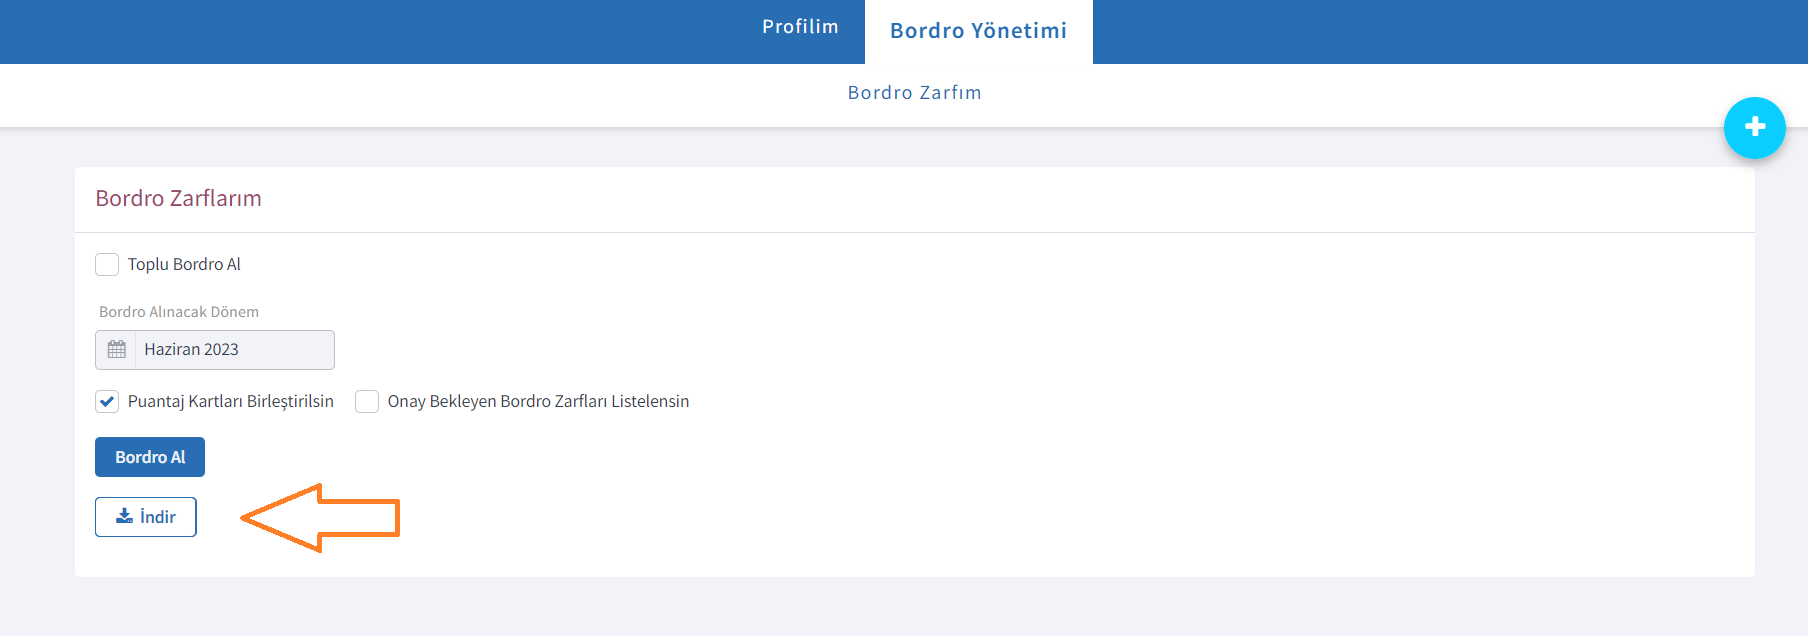 Profilim
Bordro Yönetimi
Bordro Zarfım
Bordro Zarflarım
Toplu Bordro Al
Bordro Alınacak Dönem
Haziran 2023
Puantaj Kartları Birleştirilsin
Onay Bekleyen Bordro Zarfları Listelensin
Bordro Al
İndir